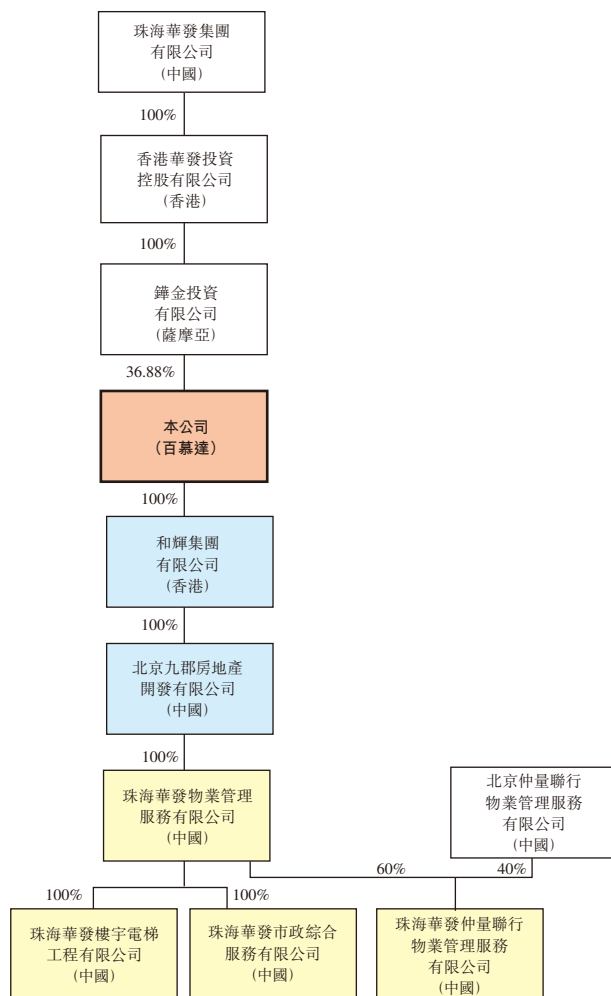 珠海華發集團
有限公司
(中國)
100%
香港華發投資
控股有限公司
(香港)
100%
鏵金投資
有限公司
(薩摩亞)
36.88%
本公司
(百慕達)
100%
和輝集團
有限公司
(香港)
100%
北京九郡房地產
開發有限公司
(中國)
100%
珠海華發物業管理
服務有限公司
(中國)
北京仲量聯行
物業管理服務
有限公司
(中國)
60%
40%
100%
100%
珠海華發樓宇電梯
工程有限公司
(中國)
珠海華發市政綜合
服務有限公司
(中國)
珠海華發仲量聯行
物業管理服務
有限公司
(中國)